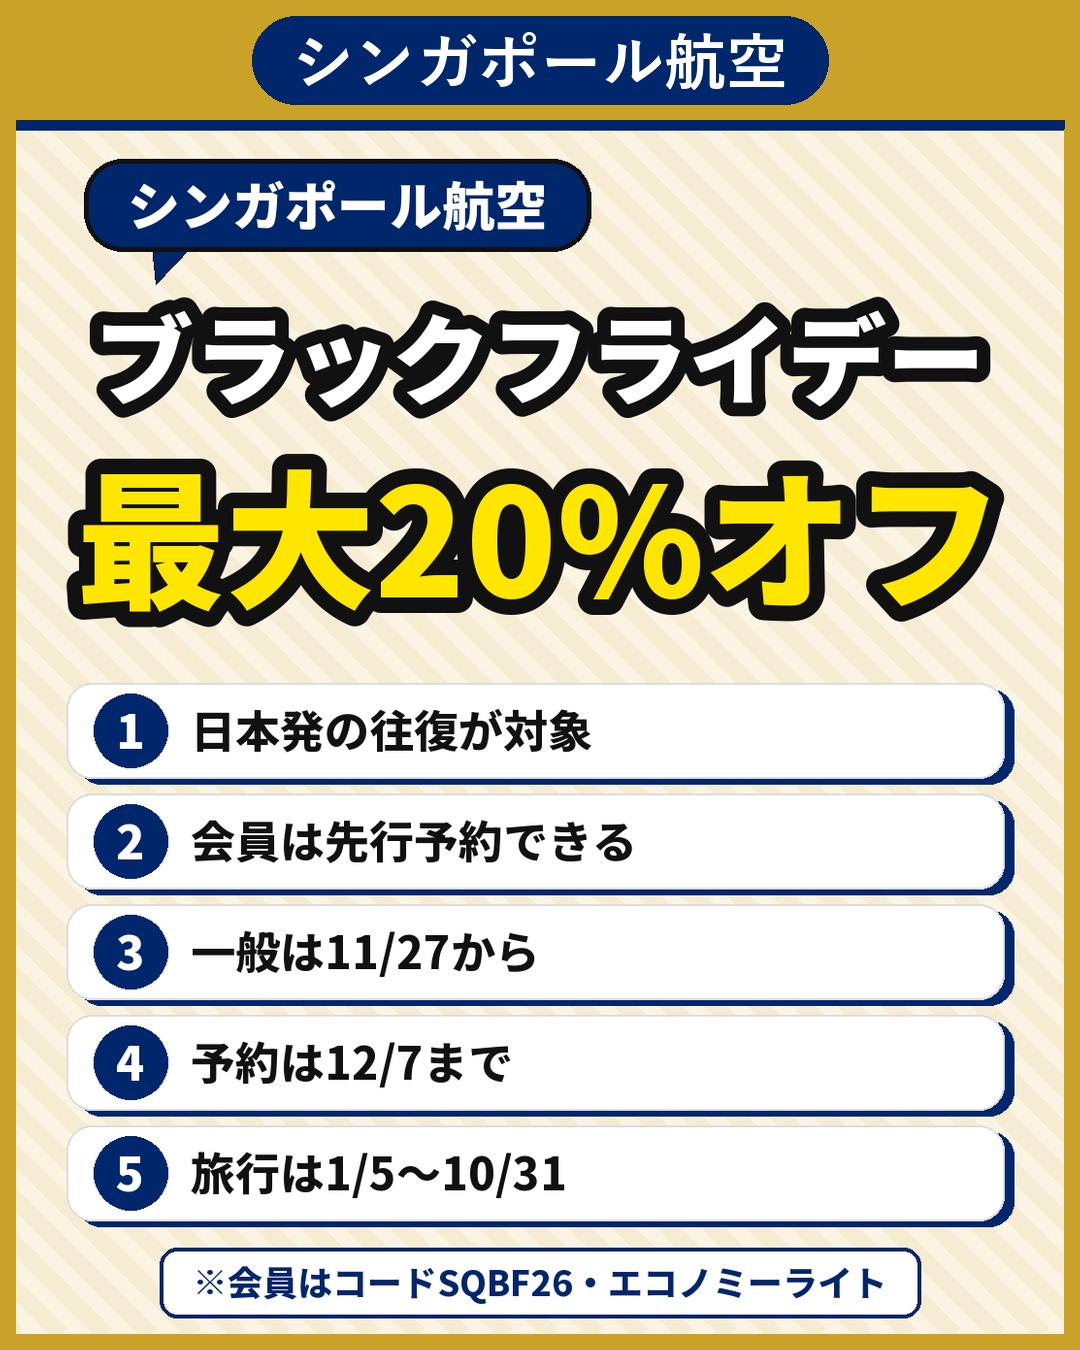 シンガポール航空
シンガポール航空
ブラックフライデー
最大20%オフ
1 日本発の往復が対象
2 会員は先行予約できる
3 一般は11/27から
4 予約は12/7まで
5 旅行は1/5〜10/31
※会員はコードSQBF26・エコノミーライト